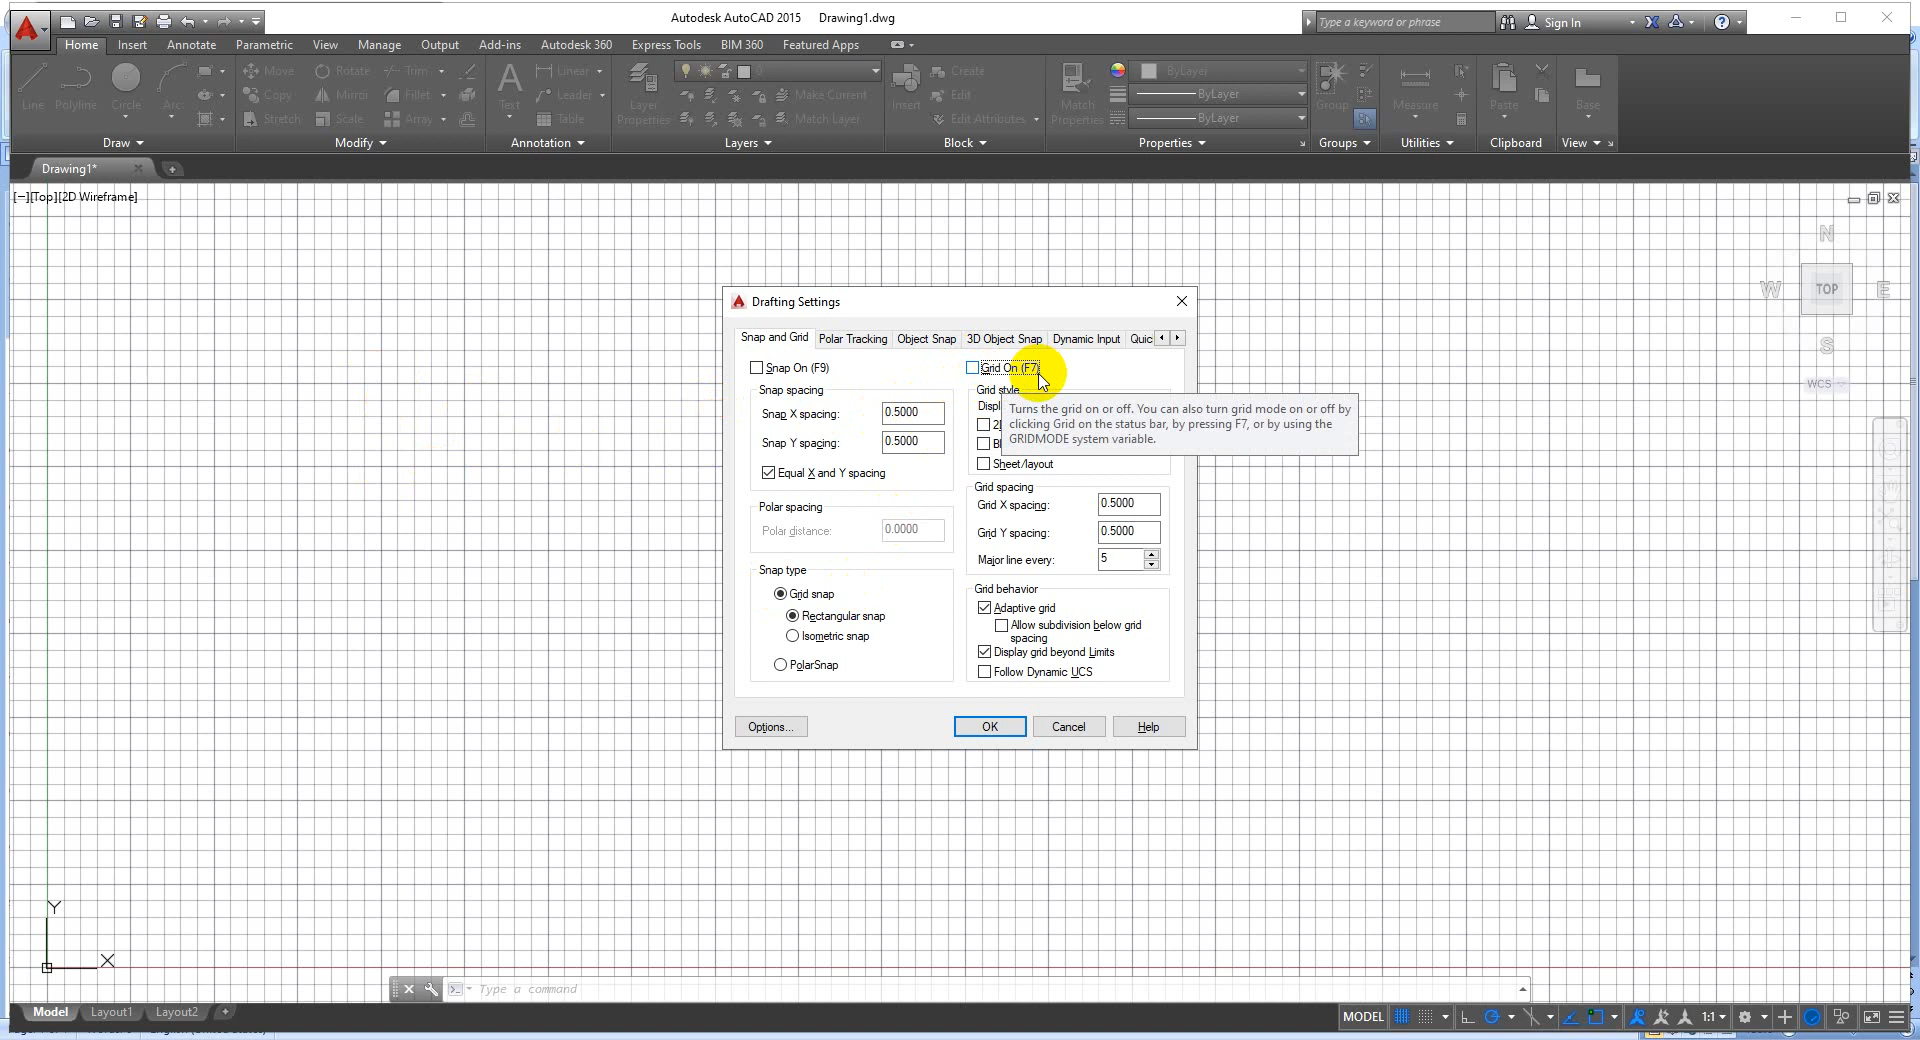 Autodesk AutoCAD 2015 Drawing1.dwg
Type a keyword or phrase
Sign In
Home Insert Annotate Parametric View Manage Output Add-ins Autodesk 360 Express Tools BIM 360 Featured Apps
Line Polyline Circle Arc
Move Rotate Trim
Copy Mirror Fillet
Stretch Scale Array
Text
Linear
Leader
Table
Layer
Properties
0
Make Current
Match Layer
Insert
Create
Edit
Edit Attributes
Match
Properties
ByLayer
ByLayer
ByLayer
Group
Measure
Paste
Base
Draw Modify Annotation Layers Block Properties Groups Utilities Clipboard View
Drawing1*
[−][Top][2D Wireframe]
N
W TOP E
S
WCS
Drafting Settings
Snap and Grid Polar Tracking Object Snap 3D Object Snap Dynamic Input Quic
Snap On (F9)
Grid On (F7)
Snap spacing
Snap X spacing: 0.5000
Snap Y spacing: 0.5000
Equal X and Y spacing
Polar spacing
Polar distance: 0.0000
Snap type
Grid snap
Rectangular snap
Isometric snap
PolarSnap
Grid style
Displ
2D
Bl
Sheet/layout
Turns the grid on or off. You can also turn grid mode on or off by
clicking Grid on the status bar, by pressing F7, or by using the
GRIDMODE system variable.
Grid spacing
Grid X spacing: 0.5000
Grid Y spacing: 0.5000
Major line every: 5
Grid behavior
Adaptive grid
Allow subdivision below grid
spacing
Display grid beyond Limits
Follow Dynamic UCS
Options... OK Cancel Help
Y
X
Type a command
Model Layout1 Layout2
MODEL
1:1